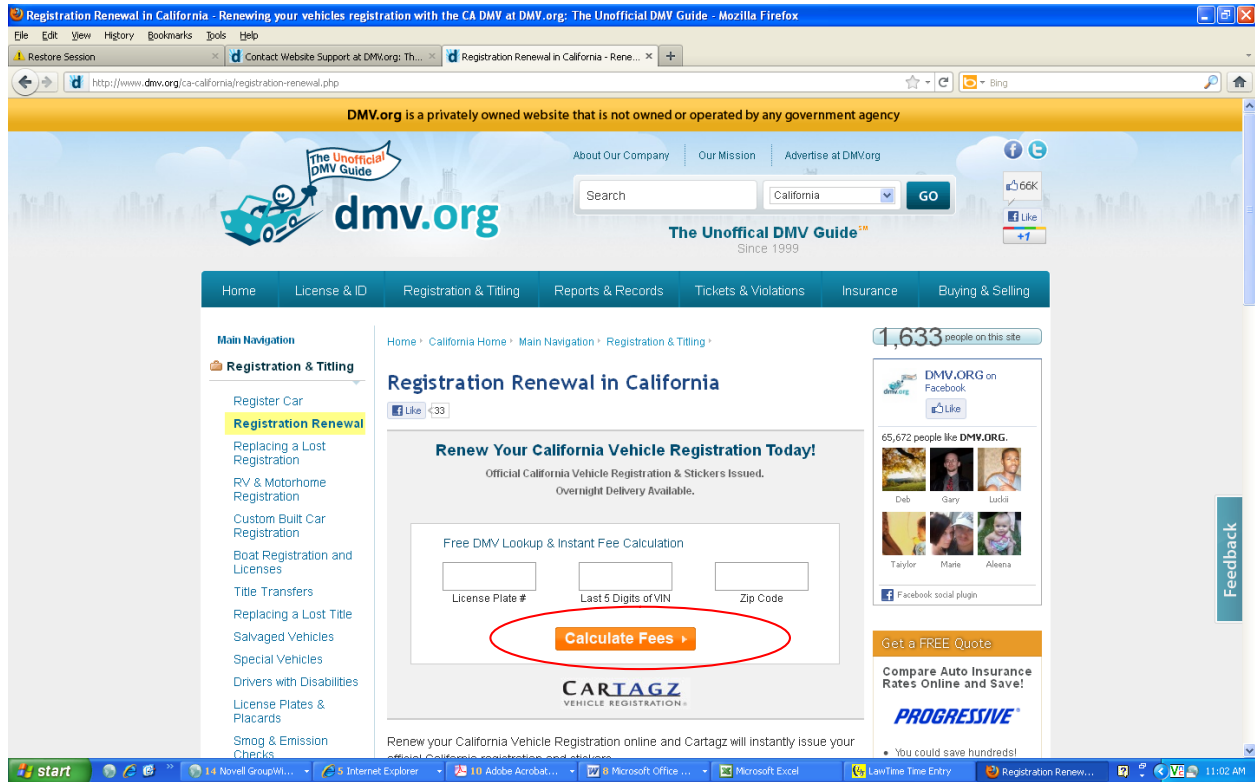 Registration Renewal in California - Renewing your vehicles registration with the CA DMV at DMV.org: The Unofficial DMV Guide - Mozilla Firefox
File Edit View History Bookmarks Tools Help
Restore Session
Contact Website Support at DMV.org: Th...
Registration Renewal in California - Rene...
http://www.dmv.org/ca-california/registration-renewal.php
Bing
DMV.org is a privately owned website that is not owned or operated by any government agency
The Unofficial
DMV Guide
dmv.org
About Our Company
Our Mission
Advertise at DMV.org
Search
California
GO
The Unoffical DMV Guide℠
Since 1999
66K
Like
+1
Home
License & ID
Registration & Titling
Reports & Records
Tickets & Violations
Insurance
Buying & Selling
Main Navigation
Registration & Titling
Register Car
Registration Renewal
Replacing a Lost
Registration
RV & Motorhome
Registration
Custom Built Car
Registration
Boat Registration and
Licenses
Title Transfers
Replacing a Lost Title
Salvaged Vehicles
Special Vehicles
Drivers with Disabilities
License Plates &
Placards
Smog & Emission
Checks
Home › California Home › Main Navigation › Registration & Titling ›
Registration Renewal in California
Like 33
Renew Your California Vehicle Registration Today!
Official California Vehicle Registration & Stickers Issued.
Overnight Delivery Available.
Free DMV Lookup & Instant Fee Calculation
License Plate #
Last 5 Digits of VIN
Zip Code
Calculate Fees
CARTAGZ
VEHICLE REGISTRATION
Renew your California Vehicle Registration online and Cartagz will instantly issue your
official California registration and stickers
1,633 people on this site
dmv.org
DMV.ORG on
Facebook
Like
65,672 people like DMV.ORG.
Deb Gary Luckii
Taiylor Marie Aleena
Facebook social plugin
Get a FREE Quote
Compare Auto Insurance
Rates Online and Save!
PROGRESSIVE®
• You could save hundreds!
Feedback
start
14 Novell GroupWi...
5 Internet Explorer
10 Adobe Acrobat...
8 Microsoft Office ...
Microsoft Excel
LawTime Time Entry
Registration Renew...
11:02 AM